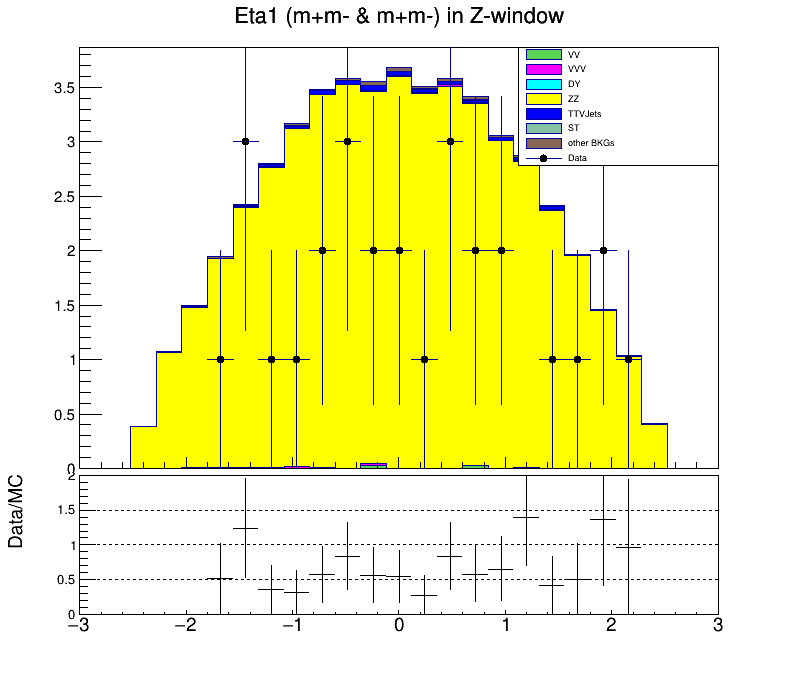 Eta1 (m+m- & m+m-) in Z-window
VV
VVV
DY
ZZ
TTVJets
ST
other BKGs
Data
3.5
3
2.5
2
1.5
1
0.5
0
Data/MC
2
1.5
1
0.5
0
−3 −2 −1 0 1 2 3